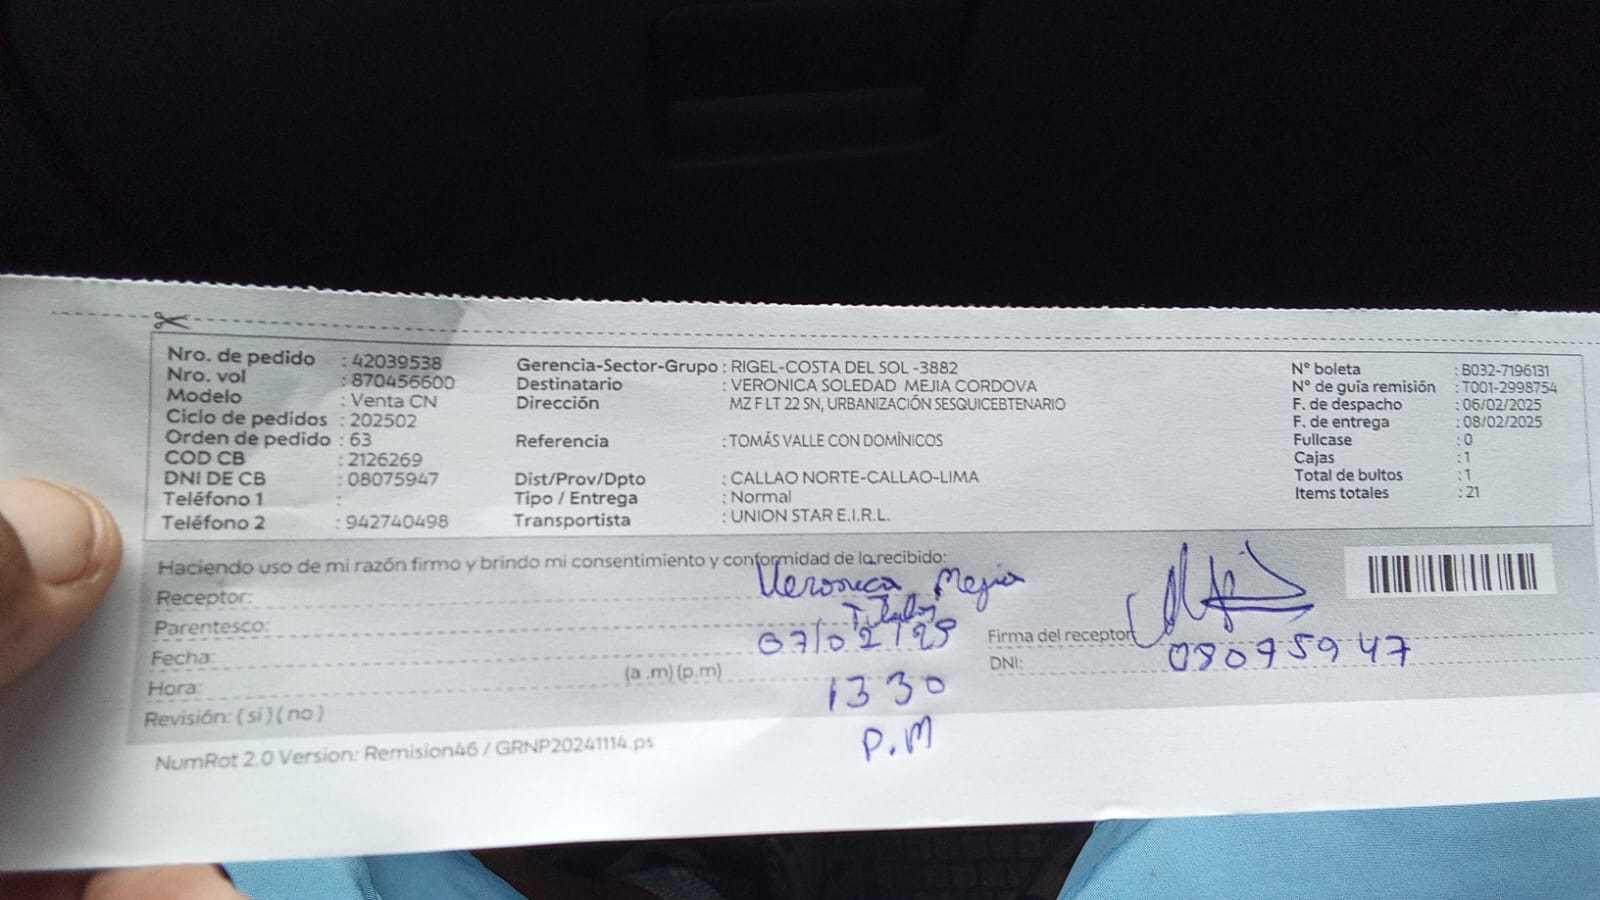 Nro. de pedido : 42039538
Nro. vol : 870456600
Modelo : Venta CN
Ciclo de pedidos : 202502
Orden de pedido : 63
COD CB : 2126269
DNI DE CB : 08075947
Teléfono 1 :
Teléfono 2 : 942740498
Gerencia-Sector-Grupo : RIGEL-COSTA DEL SOL -3882
Destinatario : VERONICA SOLEDAD MEJIA CORDOVA
Dirección MZ F LT 22 SN, URBANIZACIÓN SESQUICEBTENARIO
Referencia : TOMÁS VALLE CON DOMÍNICOS
Dist/Prov/Dpto : CALLAO NORTE-CALLAO-LIMA
Tipo / Entrega : Normal
Transportista : UNION STAR E.I.R.L.
N° boleta : B032-7196131
N° de guía remisión : T001-2998754
F. de despacho : 06/02/2025
F. de entrega : 08/02/2025
Fullcase : 0
Cajas : 1
Total de bultos : 1
Items totales : 21
Haciendo uso de mi razón firmo y brindo mi consentimiento y conformidad de lo recibido:
Receptor: Veronica Mejia
Parentesco: Titular
Fecha: 07/02/25
Hora: (a .m) (p.m) 1330
P.M
Revisión: ( si ) ( no )
Firma del receptor
DNI: 08075947
NumRot 2.0 Version: Remision46 / GRNP20241114.ps